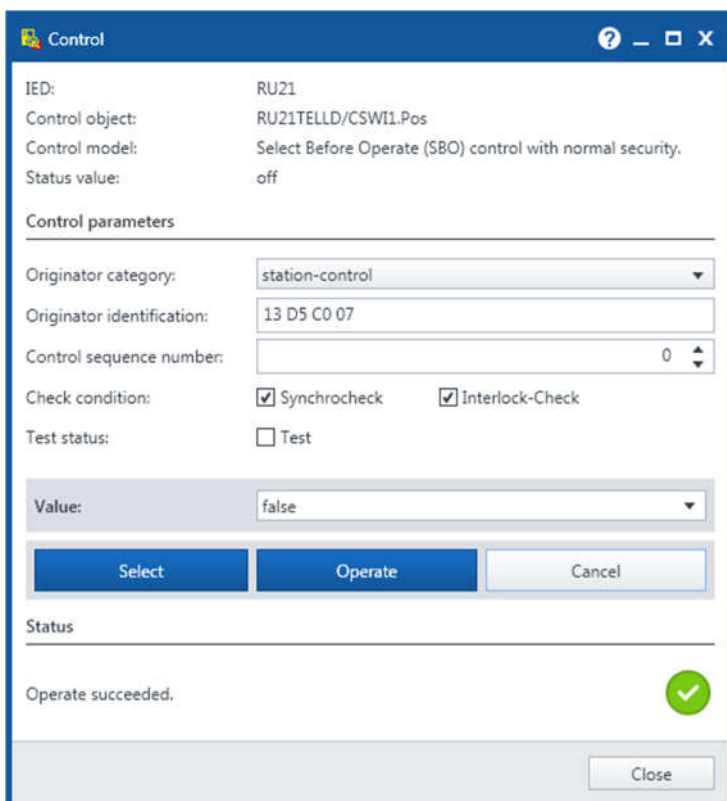 Control
IED: RU21
Control object: RU21TELLD/CSWI1.Pos
Control model: Select Before Operate (SBO) control with normal security.
Status value: off
Control parameters
Originator category: station-control
Originator identification: 13 D5 C0 07
Control sequence number: 0
Check condition: Synchrocheck Interlock-Check
Test status: Test
Value: false
Select Operate Cancel
Status
Operate succeeded.
Close